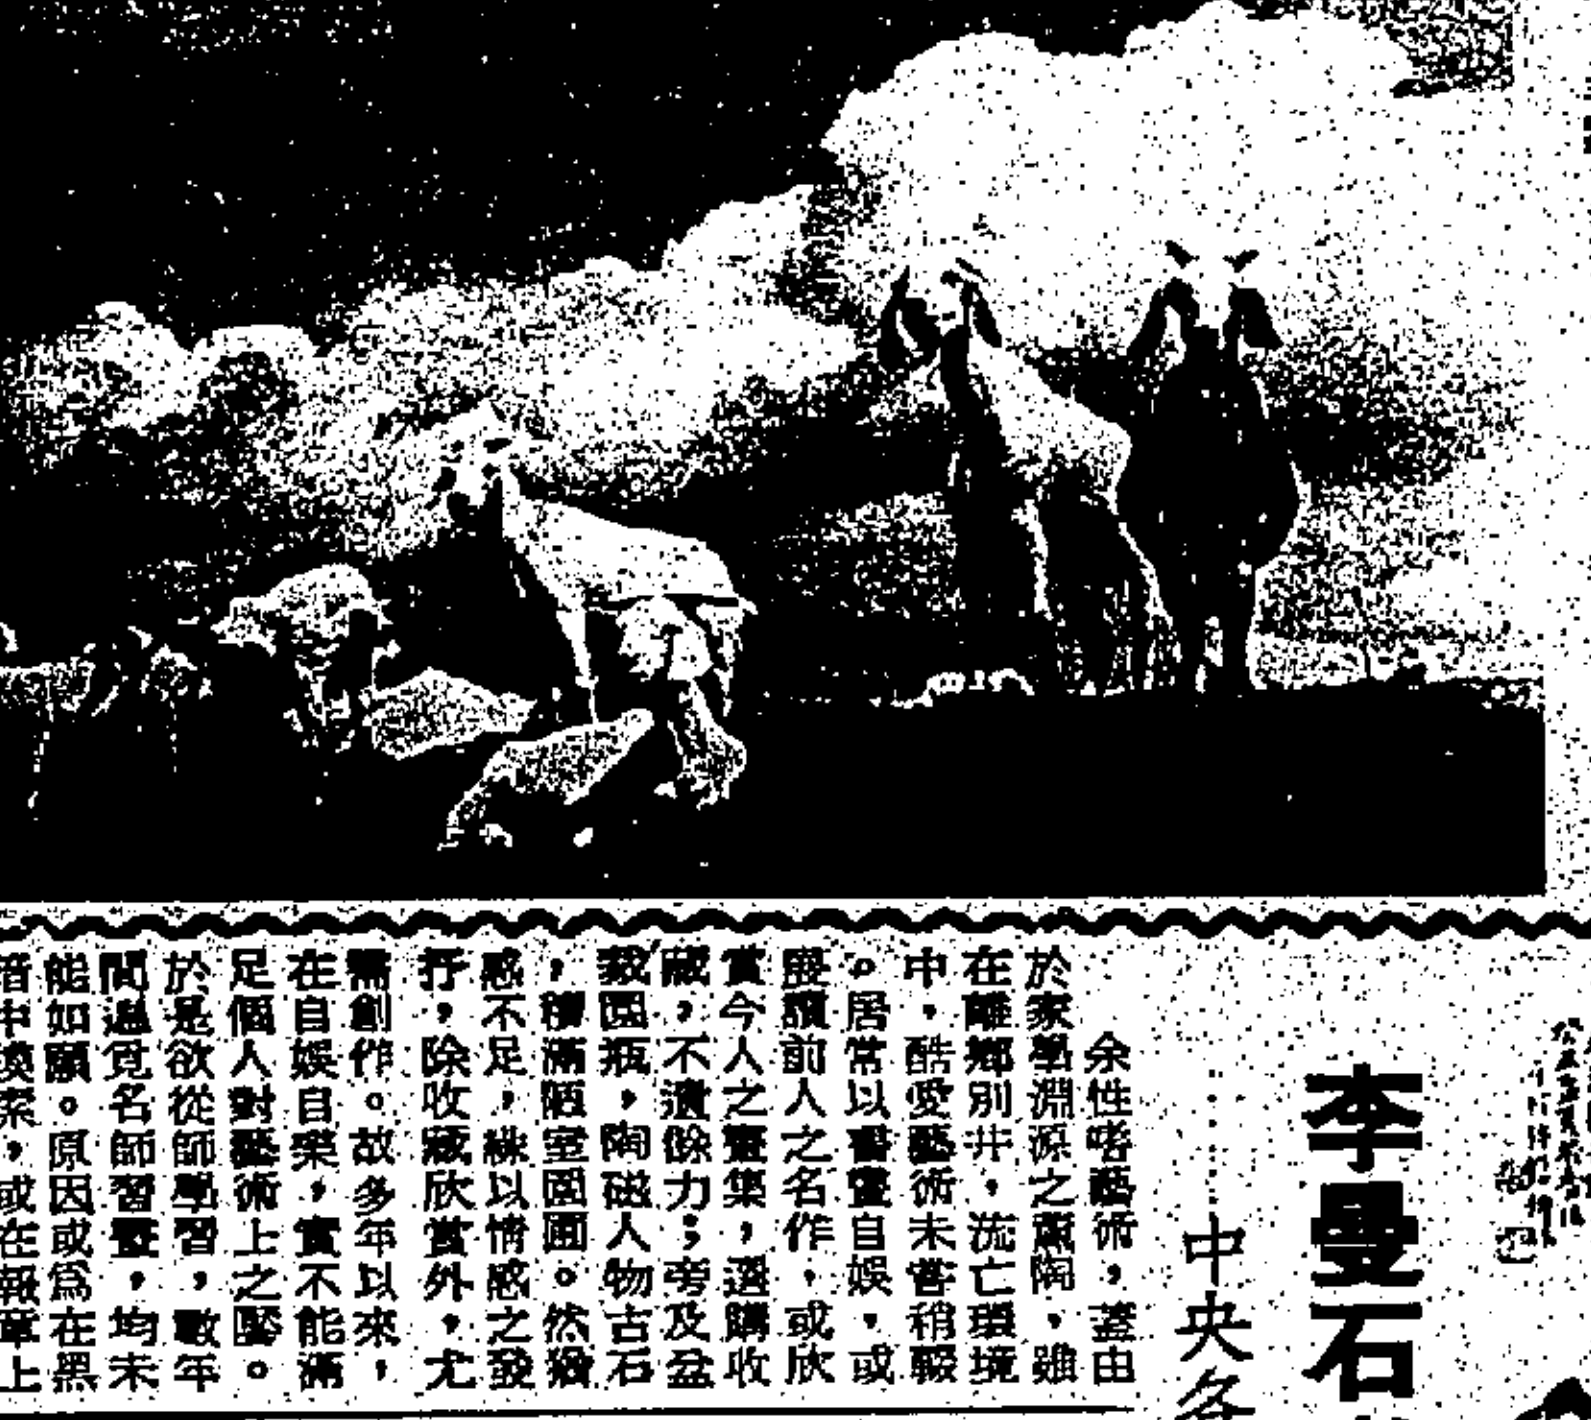 李曼石
中央各
余性嗜藝術，蓋由
於家學淵源之薰陶，雖
在離鄉別井，流亡環境
中，酷愛藝術未嘗稍輟
。居常以書畫自娛，或
展讀前人之名作，或欣
賞今人之畫集，選購收
藏，不遺餘力；旁及盆
栽園瓶，陶磁人物古石
，積滿陋室園圃。然猶
感不足，緣以情感之發
抒，除收藏欣賞外，尤
需創作。故多年以來，
在自娛自樂，實不能滿
足個人對藝術上之慾。
於是欲從師學習，數年
間遍覓名師習畫，均未
能如願。原因或爲在黑
暗中摸索，或在報章上